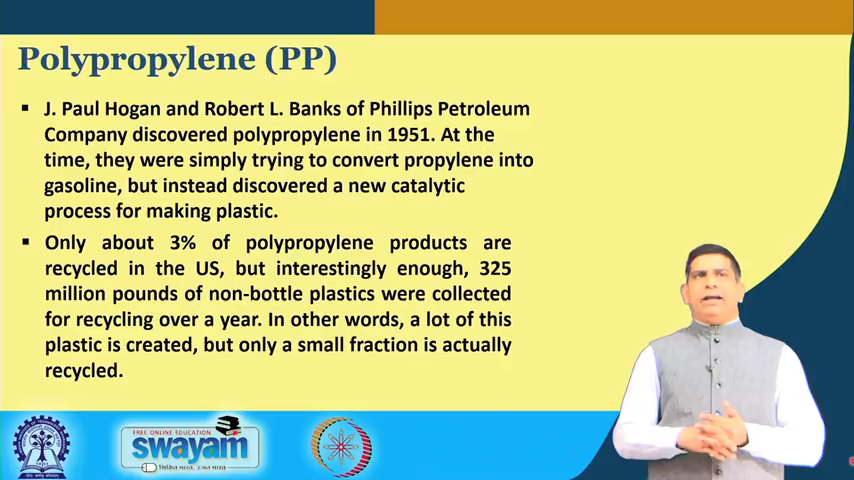 Polypropylene (PP)
▪ J. Paul Hogan and Robert L. Banks of Phillips Petroleum
Company discovered polypropylene in 1951. At the
time, they were simply trying to convert propylene into
gasoline, but instead discovered a new catalytic
process for making plastic.
▪ Only about 3% of polypropylene products are
recycled in the US, but interestingly enough, 325
million pounds of non-bottle plastics were collected
for recycling over a year. In other words, a lot of this
plastic is created, but only a small fraction is actually
recycled.
FREE ONLINE EDUCATION
swayam